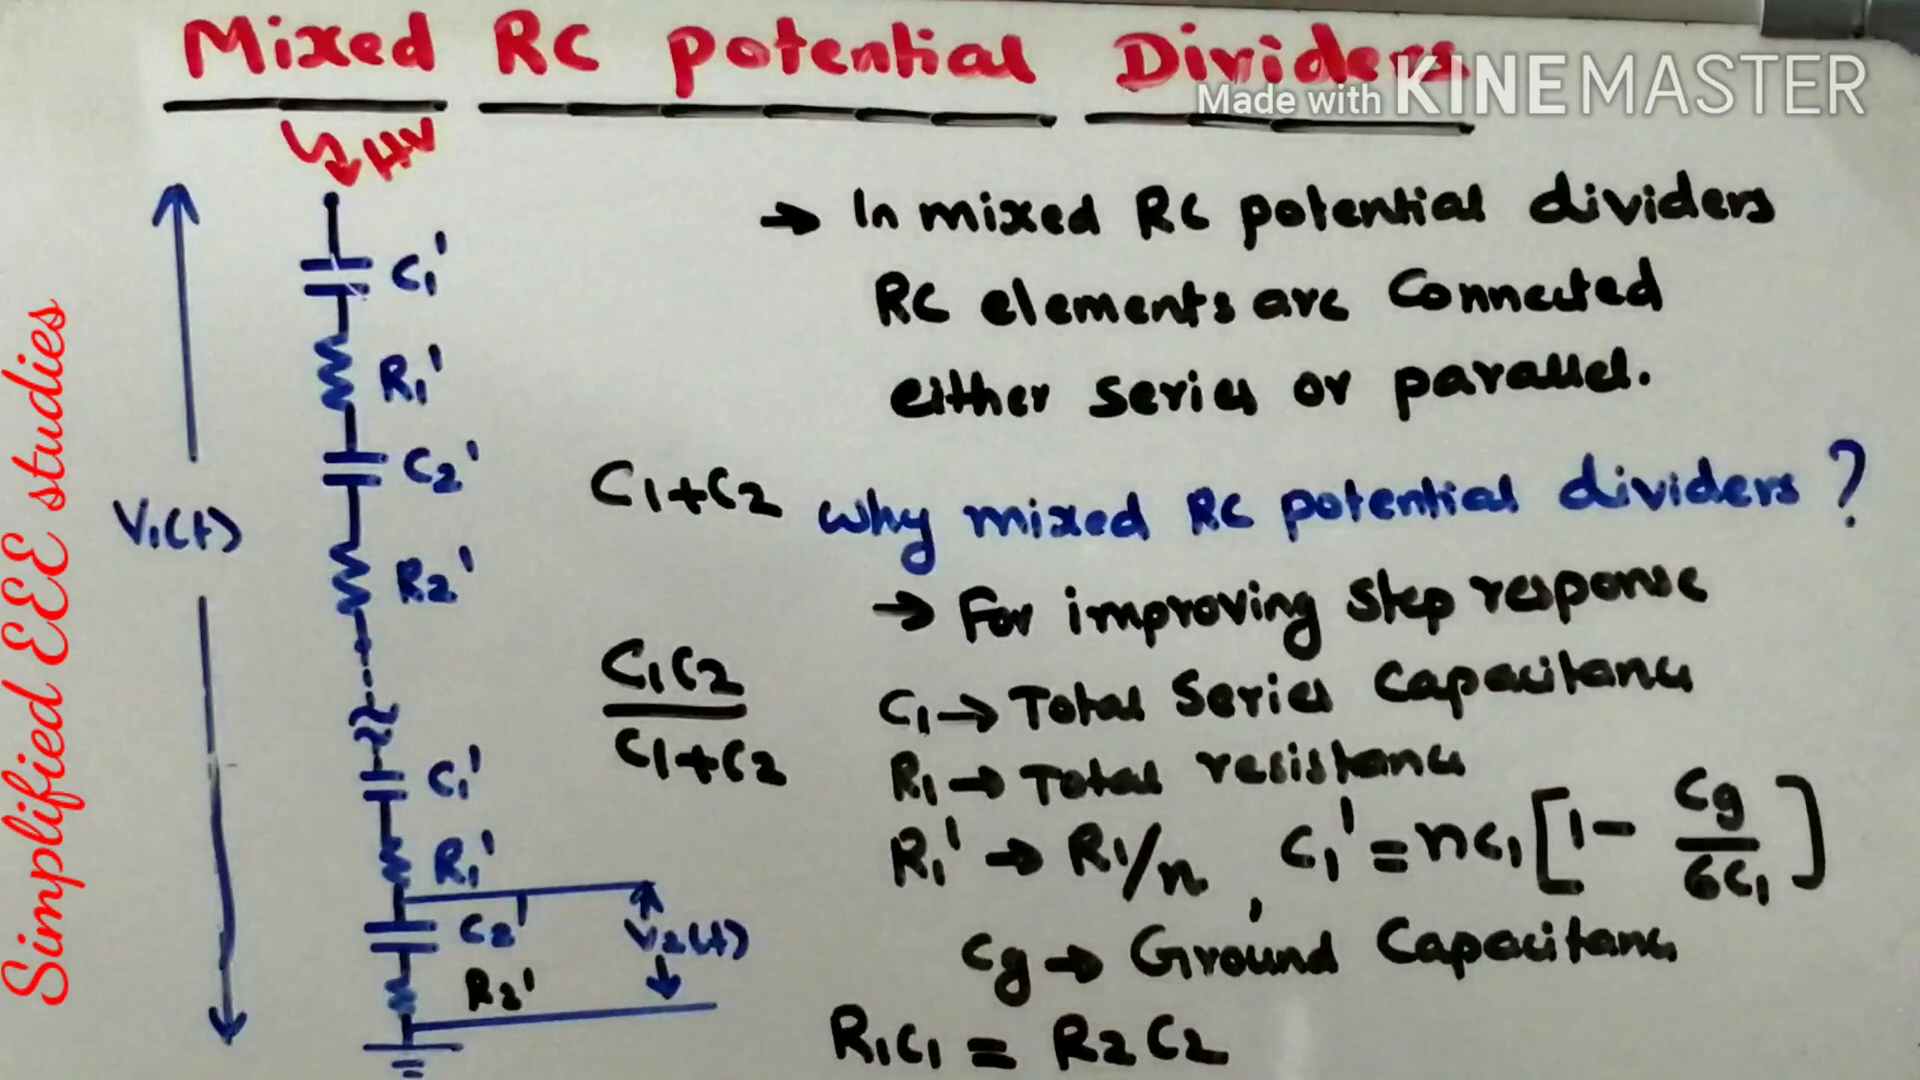 Mixed RC potential Dividers
Made with KINEMASTER
HV
C1'
R1'
C2'
R2'
V1(t)
C1'
R1'
C2'
R2'
V2(t)
Simplified EEE studies
→ In mixed RC potential dividers
RC elements are Connected
either series or parallel.
C1+C2
Why mixed RC potential dividers?
→ For improving step response
C1C2
C1+C2
C1→ Total Series Capacitance
R1→ Total resistance
R1' → R1/n, C1' = nC1[1 - Cg/6C1]
Cg → Ground Capacitance
R1C1 = R2C2